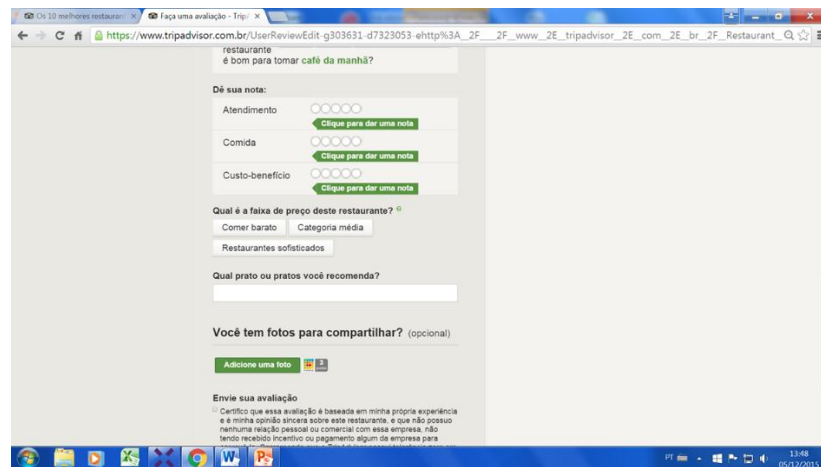 Os 10 melhores restauran
Faça uma avaliação - Trip
https://www.tripadvisor.com.br/UserReviewEdit-g303631-d7323053-ehttp%3A__2F____2F__www__2E__tripadvisor__2E__com__2E__br__2F__Restaurant_
restaurante
é bom para tomar café da manhã?
Dê sua nota:
Atendimento
Clique para dar uma nota
Comida
Clique para dar uma nota
Custo-benefício
Clique para dar uma nota
Qual é a faixa de preço deste restaurante?
Comer barato Categoria média
Restaurantes sofisticados
Qual prato ou pratos você recomenda?
Você tem fotos para compartilhar? (opcional)
Adicione uma foto
Envie sua avaliação
Certifico que essa avaliação é baseada em minha própria experiência
e é minha opinião sincera sobre este restaurante, e que não possuo
nenhuma relação pessoal ou comercial com essa empresa, não
tendo recebido incentivo ou pagamento algum da empresa para
PT
13:48
05/12/2015